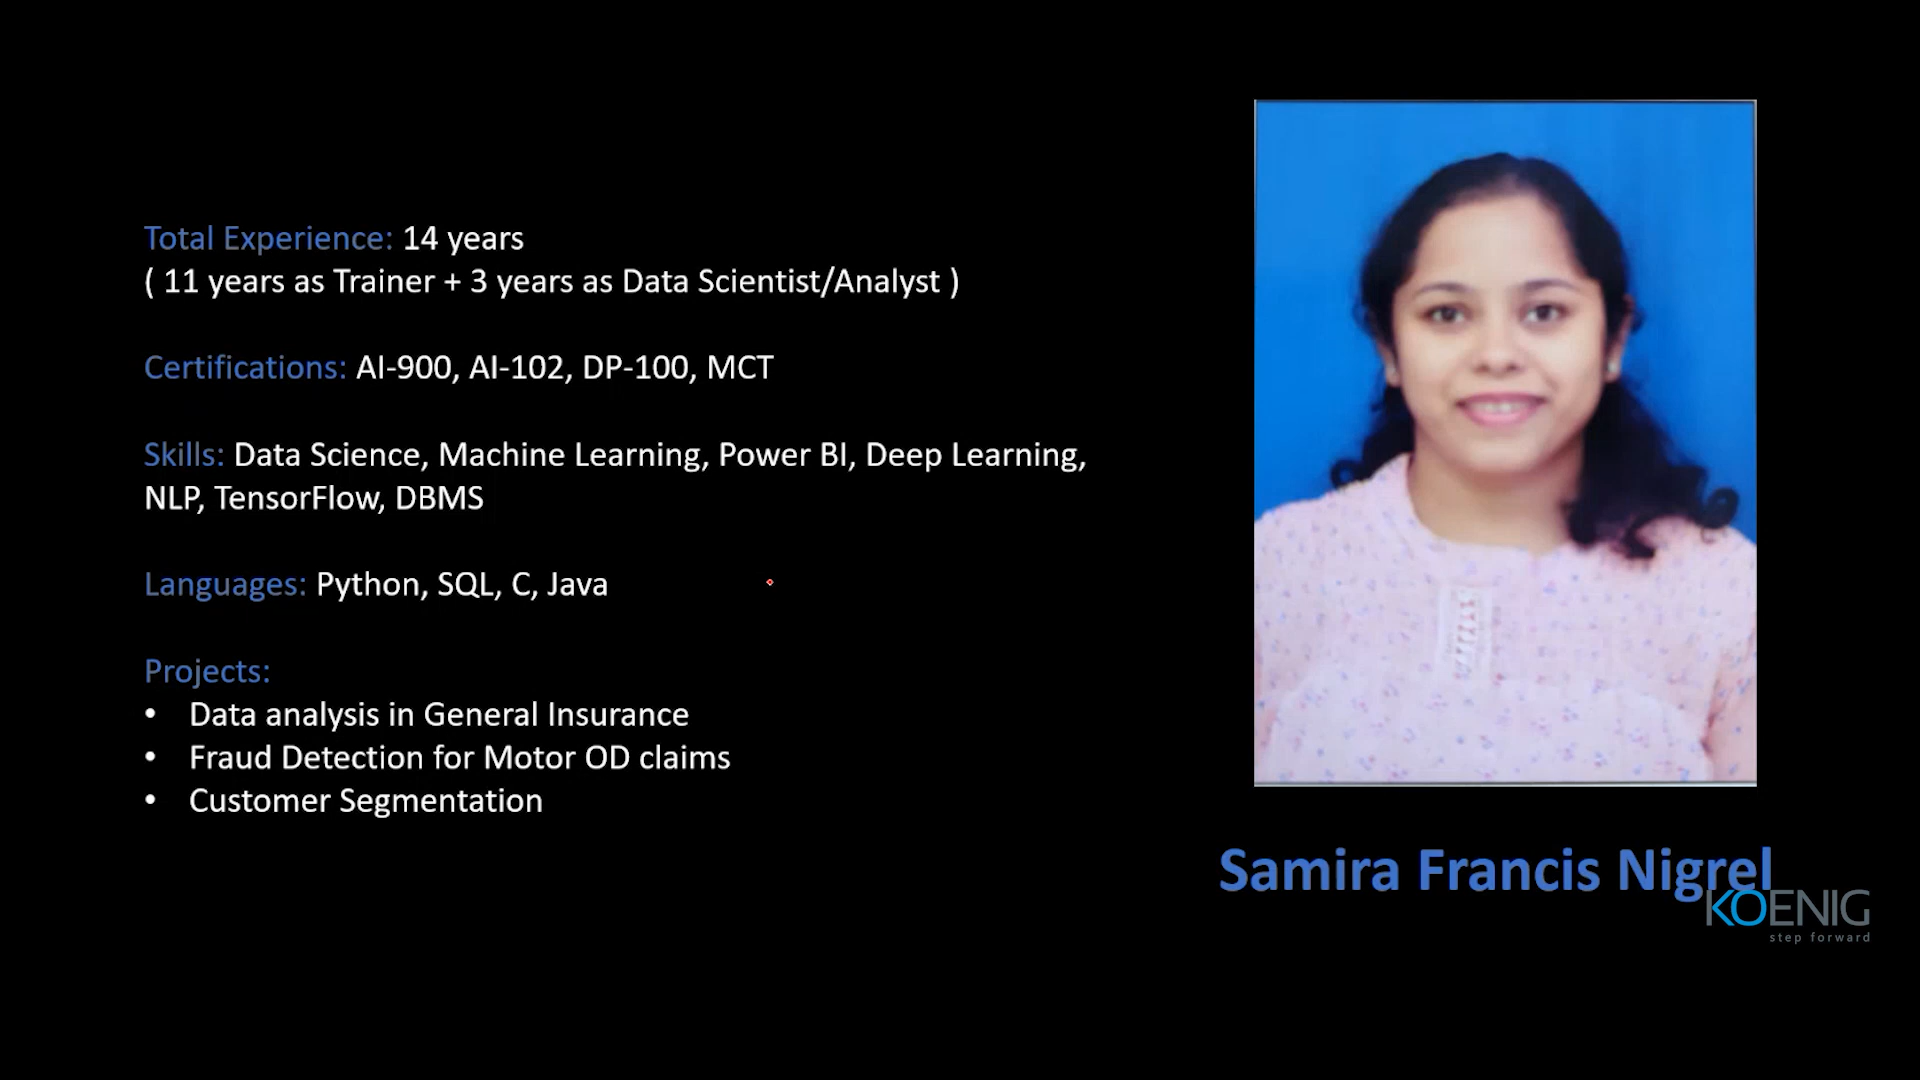 Total Experience: 14 years
( 11 years as Trainer + 3 years as Data Scientist/Analyst )
Certifications: AI-900, AI-102, DP-100, MCT
Skills: Data Science, Machine Learning, Power BI, Deep Learning,
NLP, TensorFlow, DBMS
Languages: Python, SQL, C, Java
Projects:
• Data analysis in General Insurance
• Fraud Detection for Motor OD claims
• Customer Segmentation
Samira Francis Nigrel
KOENIG
step forward